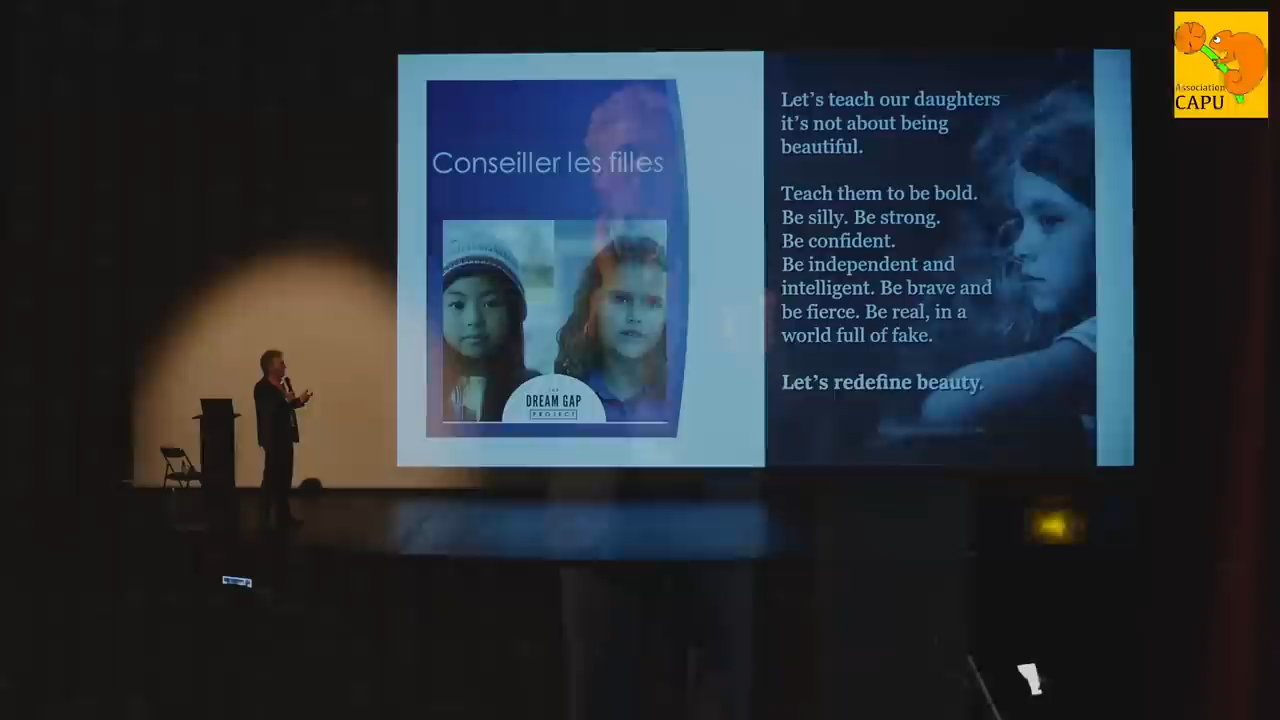 Association
CAPU
Conseiller les filles
THE
DREAM GAP
PROJECT
Let's teach our daughters
it's not about being
beautiful.
Teach them to be bold.
Be silly. Be strong.
Be confident.
Be independent and
intelligent. Be brave and
be fierce. Be real, in a
world full of fake.
Let's redefine beauty.